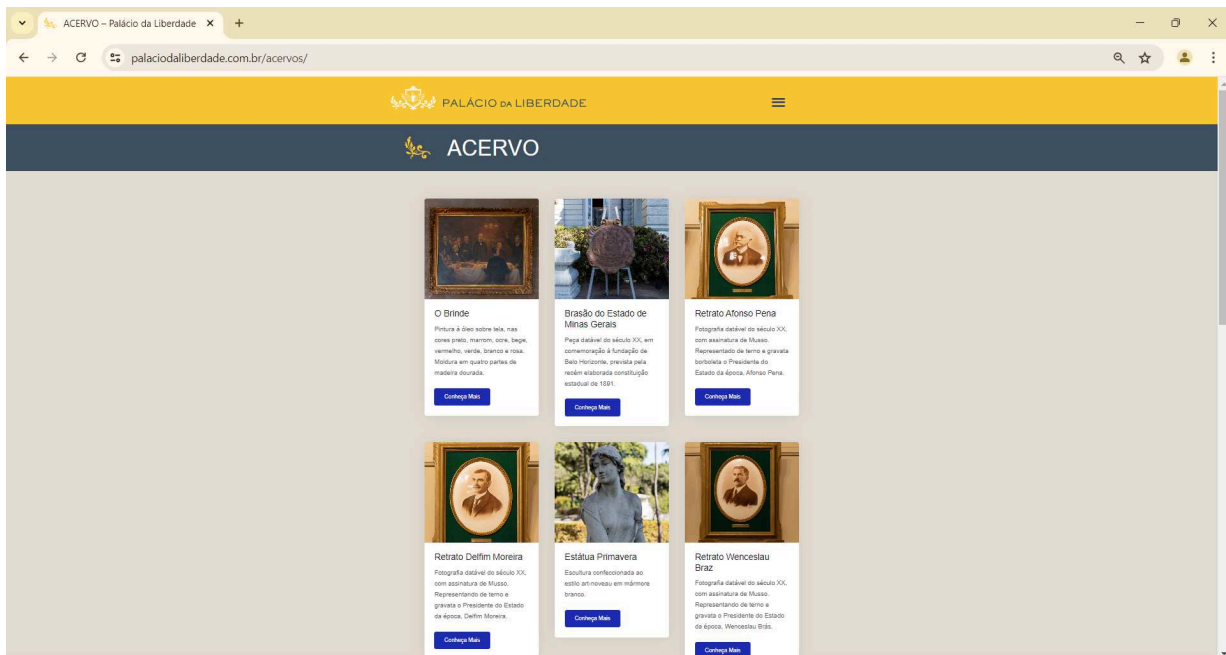 ACERVO – Palácio da Liberdade
palaciodaliberdade.com.br/acervos/
PALÁCIO DA LIBERDADE
ACERVO
O Brinde
Pintura à óleo sobre tela, nas
cores preto, marrom, ocre, bege,
vermelho, verde, branco e rosa.
Moldura em quatro partes de
madeira dourada.
Conheça Mais
Brasão do Estado de
Minas Gerais
Peça datável do século XX, em
comemoração à fundação de
Belo Horizonte, prevista pela
recém elaborada constituição
estadual de 1891.
Conheça Mais
Retrato Afonso Pena
Fotografia datável do século XX,
com assinatura de Musso.
Representado de terno e gravata
borboleta o Presidente do
Estado da época, Afonso Pena.
Conheça Mais
Retrato Delfim Moreira
Fotografia datável do século XX,
com assinatura de Musso.
Representando de terno e
gravata o Presidente do Estado
da época, Delfim Moreira.
Conheça Mais
Estátua Primavera
Escultura confeccionada ao
estilo art-noveau em mármore
branco.
Conheça Mais
Retrato Wenceslau
Braz
Fotografia datável do século XX,
com assinatura de Musso.
Representando de terno e
gravata o Presidente do Estado
da época, Wenceslau Brás.
Conheça Mais